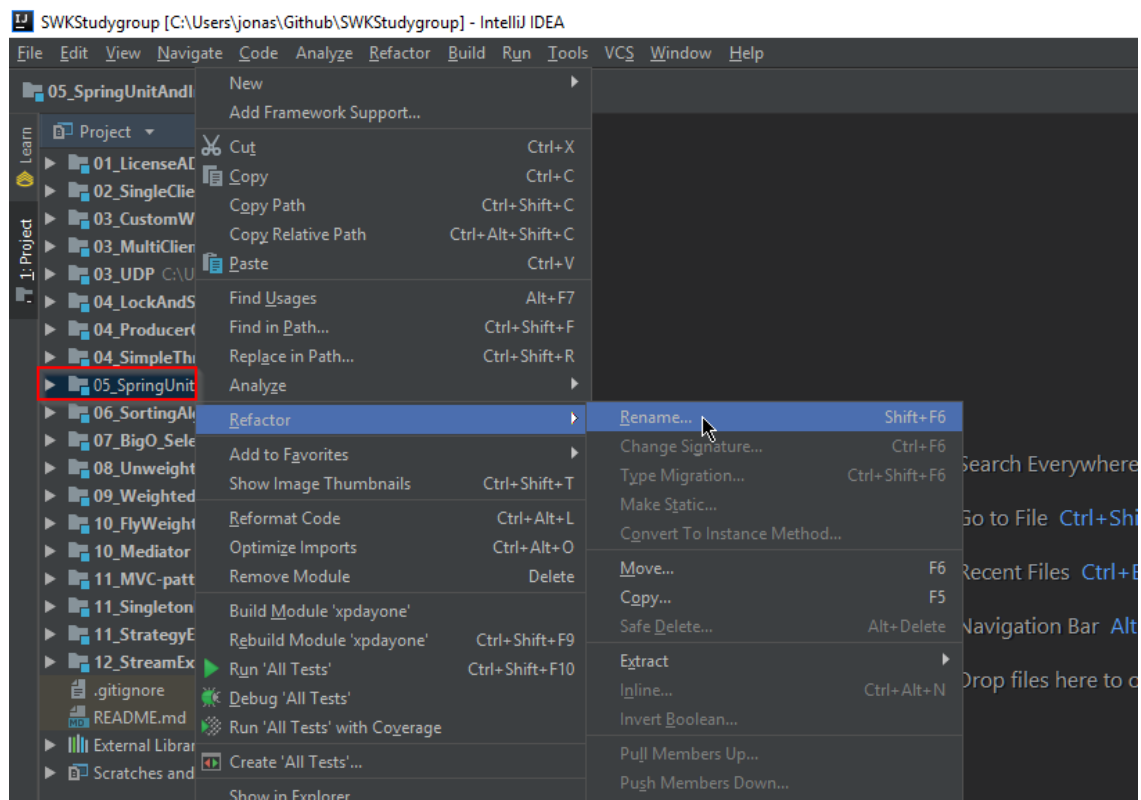 SWKStudygroup [C:\Users\jonas\Github\SWKStudygroup] - IntelliJ IDEA
File Edit View Navigate Code Analyze Refactor Build Run Tools VCS Window Help
05_SpringUnitAndI
Learn
1: Project
Project
01_LicenseAD
02_SingleClie
03_CustomW
03_MultiClien
03_UDP C:\U
04_LockAndS
04_Producer
04_SimpleThr
05_SpringUnit
06_SortingAl
07_BigO_Sele
08_Unweight
09_Weighted
10_FlyWeight
10_Mediator
11_MVC-patt
11_Singleton
11_StrategyE
12_StreamEx
.gitignore
README.md
External Librar
Scratches and
New
Add Framework Support...
Cut Ctrl+X
Copy Ctrl+C
Copy Path Ctrl+Shift+C
Copy Relative Path Ctrl+Alt+Shift+C
Paste Ctrl+V
Find Usages Alt+F7
Find in Path... Ctrl+Shift+F
Replace in Path... Ctrl+Shift+R
Analyze
Refactor
Add to Favorites
Show Image Thumbnails Ctrl+Shift+T
Reformat Code Ctrl+Alt+L
Optimize Imports Ctrl+Alt+O
Remove Module Delete
Build Module 'xpdayone'
Rebuild Module 'xpdayone' Ctrl+Shift+F9
Run 'All Tests' Ctrl+Shift+F10
Debug 'All Tests'
Run 'All Tests' with Coverage
Create 'All Tests'...
Show in Explorer
Rename... Shift+F6
Change Signature... Ctrl+F6
Type Migration... Ctrl+Shift+F6
Make Static...
Convert To Instance Method...
Move... F6
Copy... F5
Safe Delete... Alt+Delete
Extract
Inline... Ctrl+Alt+N
Invert Boolean...
Pull Members Up...
Push Members Down...
Search Everywhere
Go to File Ctrl+Shi
Recent Files Ctrl+E
Navigation Bar Alt
Drop files here to o